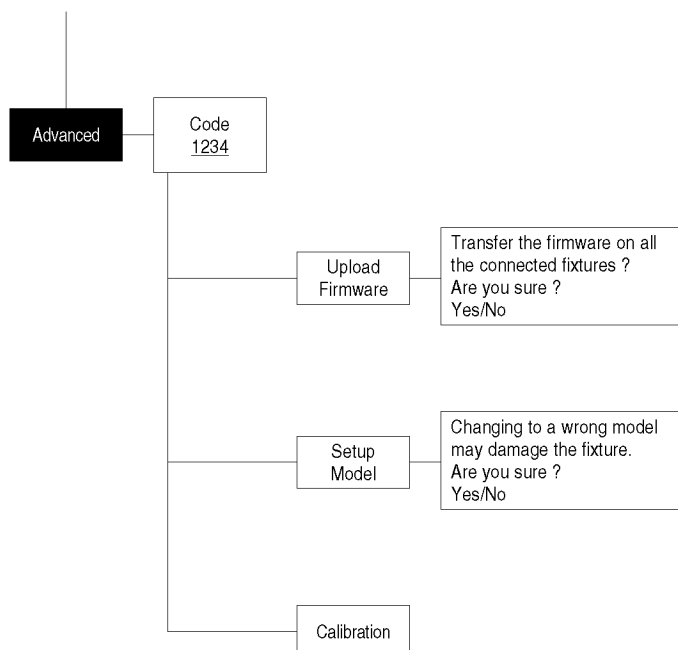 Advanced
Code
1234
Upload
Firmware
Transfer the firmware on all
the connected fixtures ?
Are you sure ?
Yes/No
Setup
Model
Changing to a wrong model
may damage the fixture.
Are you sure ?
Yes/No
Calibration